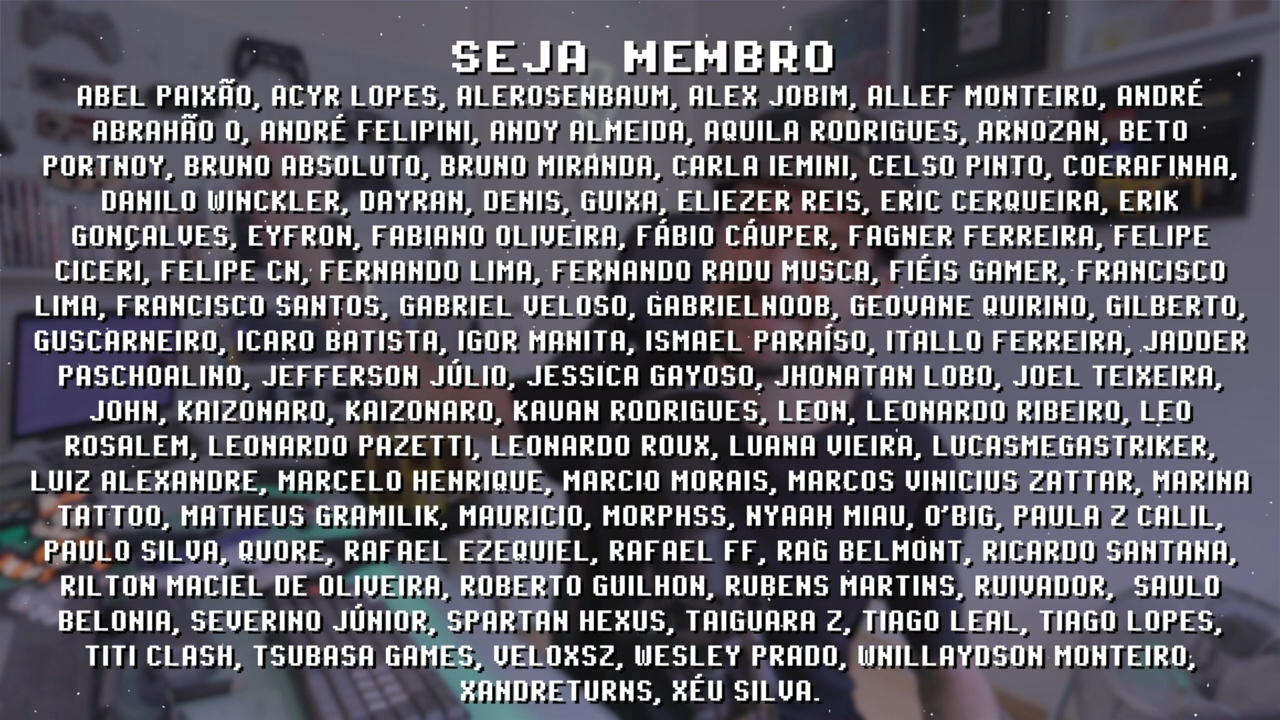 SEJA MEMBRO
ABEL PAIXÃO, ACYR LOPES, ALEROSENBAUM, ALEX JOBIM, ALLEF MONTEIRO, ANDRÉ
ABRAHÃO O, ANDRÉ FELIPINI, ANDY ALMEIDA, AQUILA RODRIGUES, ARNOZAN, BETO
PORTNOY, BRUNO ABSOLUTO, BRUNO MIRANDA, CARLA IEMINI, CELSO PINTO, COERAFINHA,
DANILO WINCKLER, DAYRAN, DENIS, GUIXA, ELIEZER REIS, ERIC CERQUEIRA, ERIK
GONÇALVES, EYFRON, FABIANO OLIVEIRA, FÁBIO CÁUPER, FAGNER FERREIRA, FELIPE
CICERI, FELIPE CN, FERNANDO LIMA, FERNANDO RADU MUSCA, FIÉIS GAMER, FRANCISCO
LIMA, FRANCISCO SANTOS, GABRIEL VELOSO, GABRIELNOOB, GEOVANE QUIRINO, GILBERTO,
GUSCARNEIRO, ICARO BATISTA, IGOR MANITA, ISMAEL PARAÍSO, ITALLO FERREIRA, JADDER
PASCHOALINO, JEFFERSON JÚLIO, JESSÍCA GAYOSO, JHONATAN LOBO, JOEL TEIXEIRA,
JOHN, KAIZONARO, KAIZONARO, KAUAN RODRIGUES, LEON, LEONARDO RIBEIRO, LEO
ROSALEM, LEONARDO PAZETTI, LEONARDO ROUX, LUANA VIEIRA, LUCASMEGASTRIKER,
LUIZ ALEXANDRE, MARCELO HENRIQUE, MARCIO MORAIS, MARCOS VINICIUS ZATTAR, MARINA
TATTOO, MATHEUS GRAMILIK, MAURICIO, MORPHSS, NYAAH MIAU, O'BIG, PAULA Z CALIL,
PAULO SILVA, QUORE, RAFAEL EZEQUIEL, RAFAEL FF, RAG BELMONT, RICARDO SANTANA,
RILTON MACIEL DE OLIVEIRA, ROBERTO GUILHON, RUBENS MARTINS, RUIVADOR, SAULO
BELONIA, SEVERINO JÚNIOR, SPARTAN HEXUS, TAIGUARA Z, TIAGO LEAL, TIAGO LOPES,
TITI CLASH, TSUBASA GAMES, VELOXSZ, WESLEY PRADO, WNILLAYDSON MONTEIRO,
XANDRETURNS, XÉU SILVA.